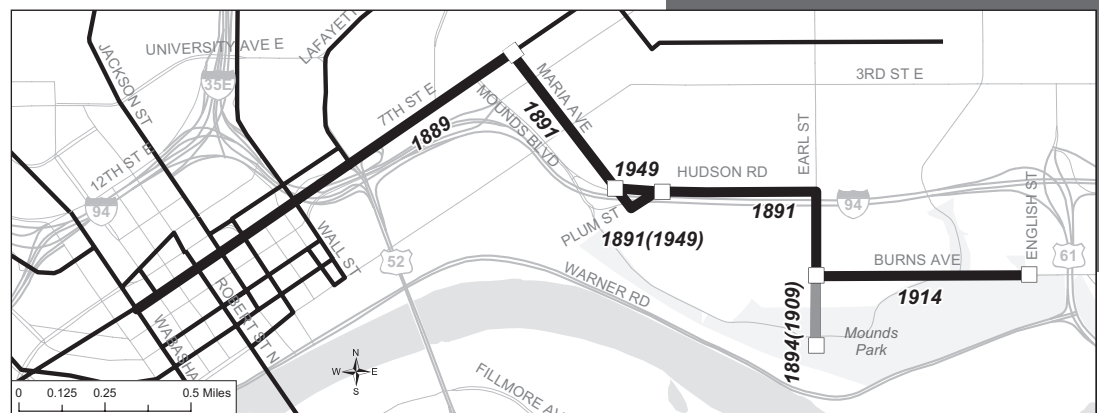 UNIVERSITY AVE E
LAFAYETT
JACKSON ST
35E
7TH ST E
1889
MARIA AVE
1891
MOUNDS BLVD
3RD ST E
12TH ST E
94
1949
HUDSON RD
EARL ST
1891
94
PLUM ST
1891(1949)
WALL ST
52
ENGLISH ST
61
BURNS AVE
1914
WARNER RD
1894(1909)
Mounds
Park
ROBERT ST N
WABASHA
FILLMORE AV
N
W E
S
0 0.125 0.25 0.5 Miles